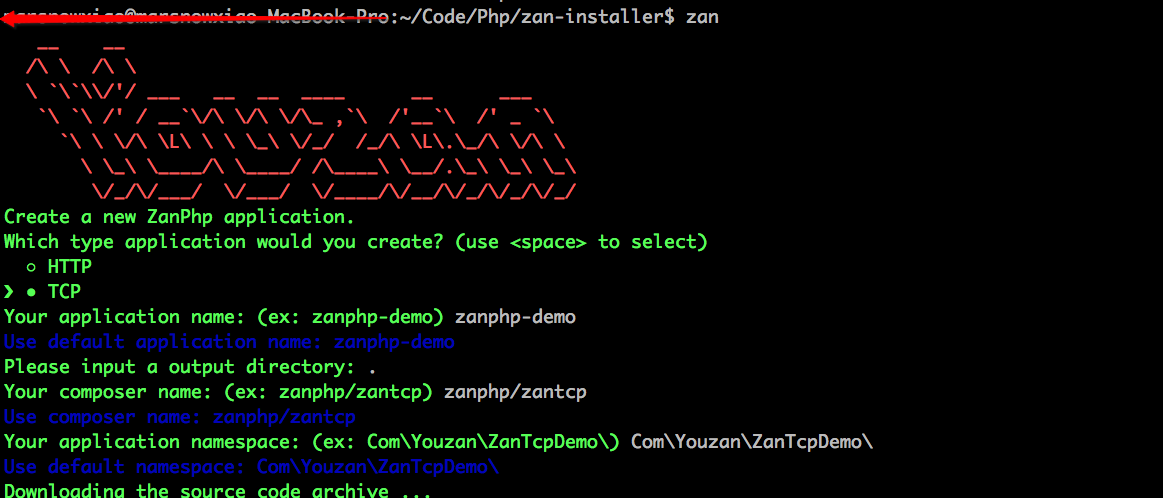 marsnowxiao@marsnowxiao-MacBook-Pro:~/Code/Php/zan-installer$ zan
Create a new ZanPhp application.
Which type application would you create? (use <space> to select)
○ HTTP
❯ ● TCP
Your application name: (ex: zanphp-demo) zanphp-demo
Use default application name: zanphp-demo
Please input a output directory: .
Your composer name: (ex: zanphp/zantcp) zanphp/zantcp
Use composer name: zanphp/zantcp
Your application namespace: (ex: Com\Youzan\ZanTcpDemo\) Com\Youzan\ZanTcpDemo\
Use default namespace: Com\Youzan\ZanTcpDemo\
Downloading the source code archive ...